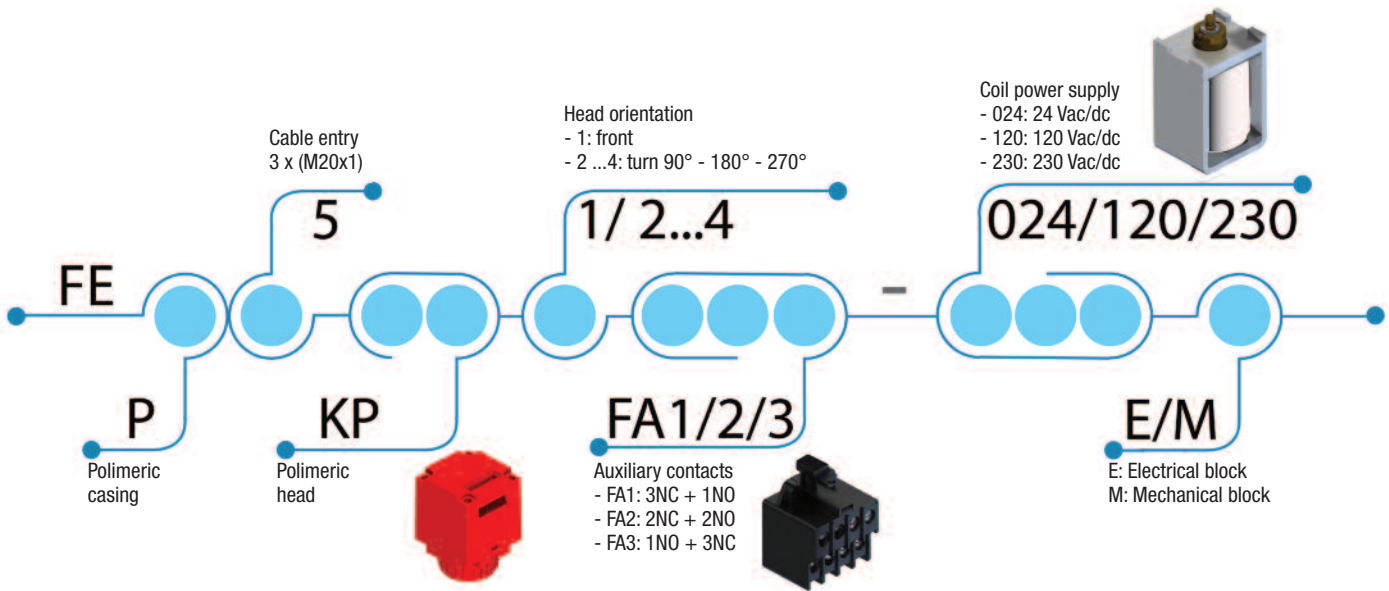 Coil power supply
- 024: 24 Vac/dc
- 120: 120 Vac/dc
- 230: 230 Vac/dc
Head orientation
- 1: front
- 2 ...4: turn 90° - 180° - 270°
Cable entry
3 x (M20x1)
5
1/ 2...4
024/120/230
FE
-
P
KP
FA1/2/3
E/M
Polimeric
casing
Polimeric
head
Auxiliary contacts
- FA1: 3NC + 1NO
- FA2: 2NC + 2NO
- FA3: 1NO + 3NC
E: Electrical block
M: Mechanical block